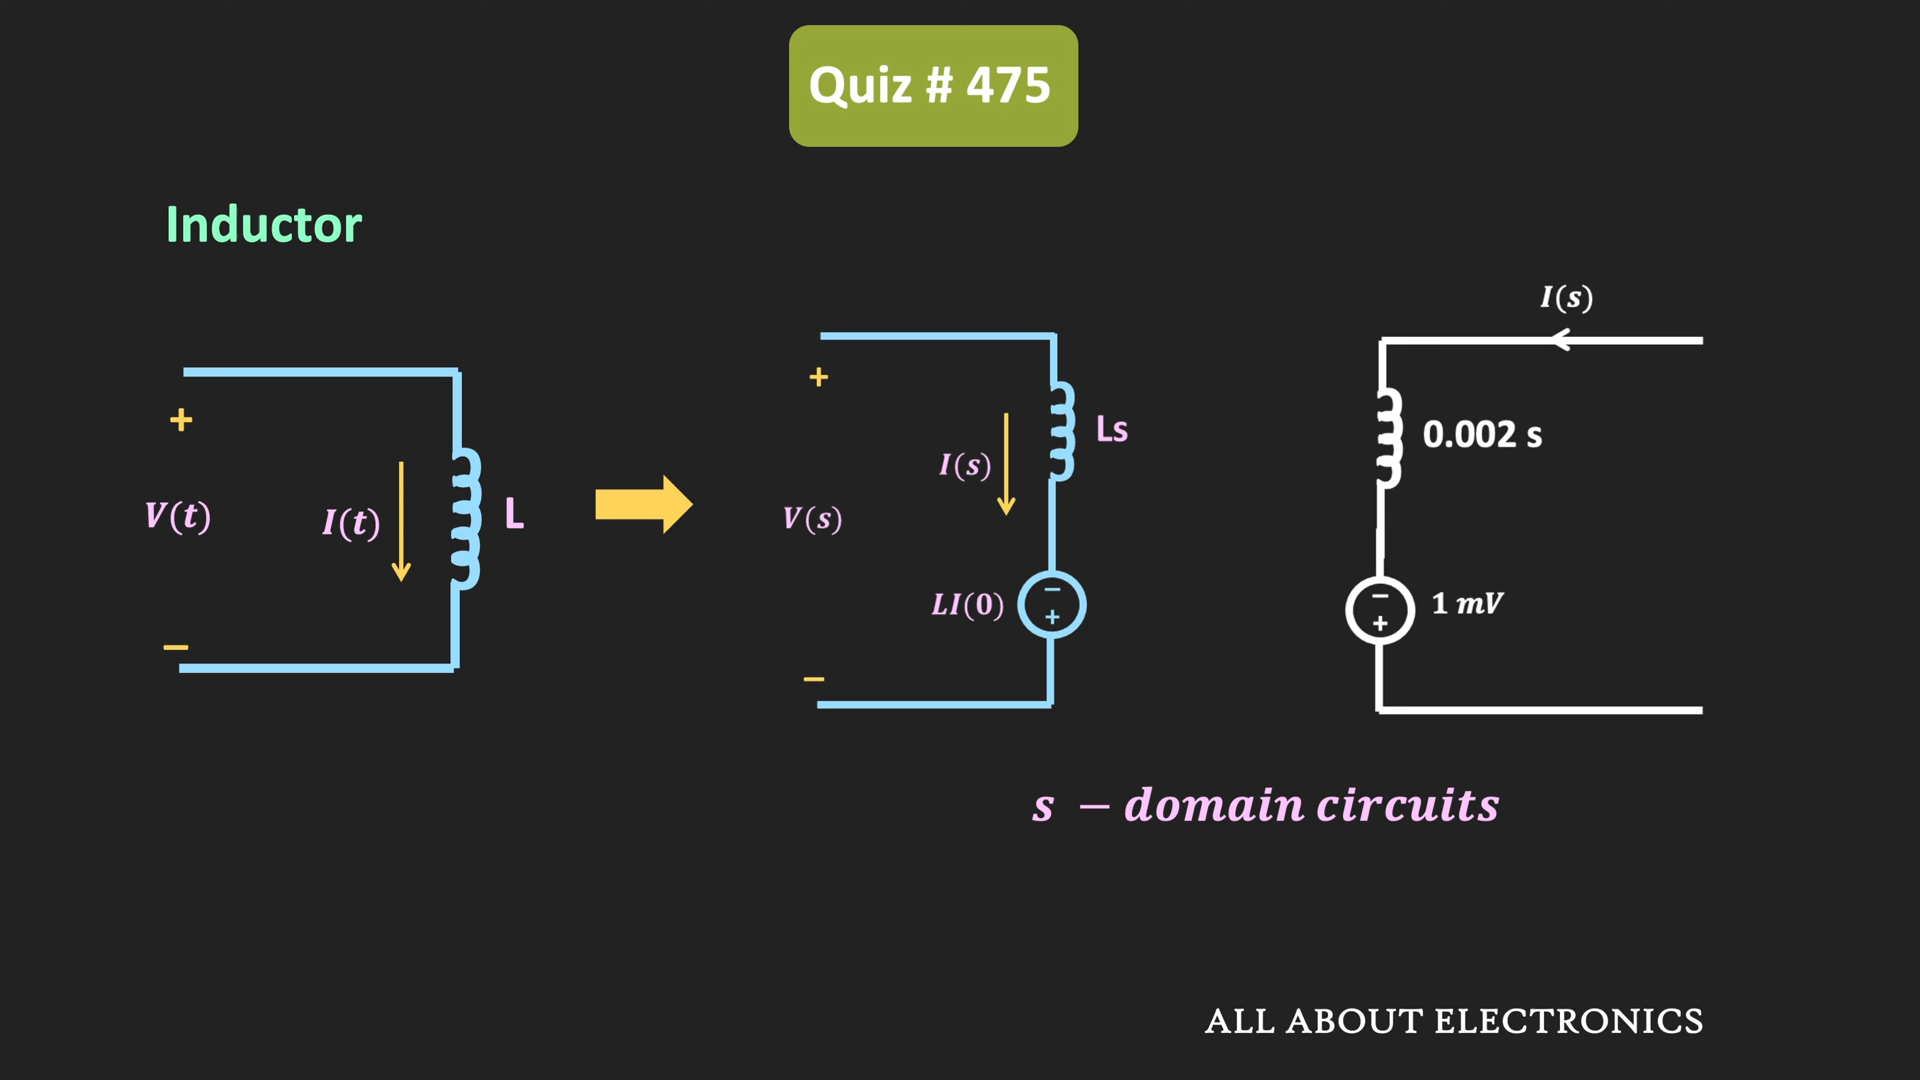 Quiz # 475
Inductor
I(s)
+
V(t)
I(t)
L
−
+
V(s)
I(s)
Ls
LI(0)
−
+
−
0.002 s
−
+
1 mV
s − domain circuits
ALL ABOUT ELECTRONICS